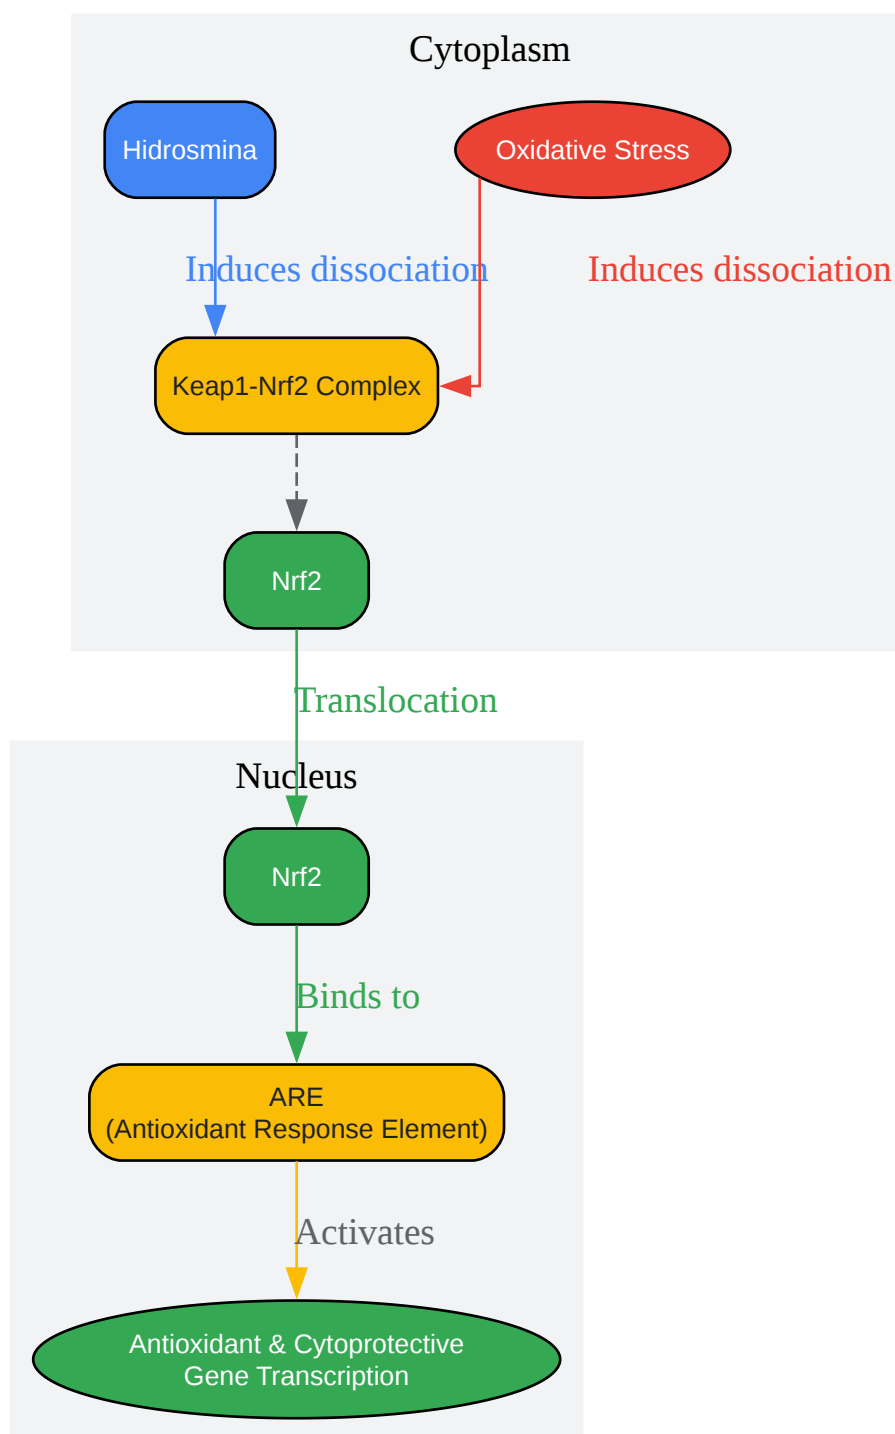 Cytoplasm
Hidrosmina
Oxidative Stress
Induces dissociation
Induces dissociation
Keap1-Nrf2 Complex
Nrf2
Translocation
Nucleus
Nrf2
Binds to
ARE
(Antioxidant Response Element)
Activates
Antioxidant & Cytoprotective
Gene Transcription